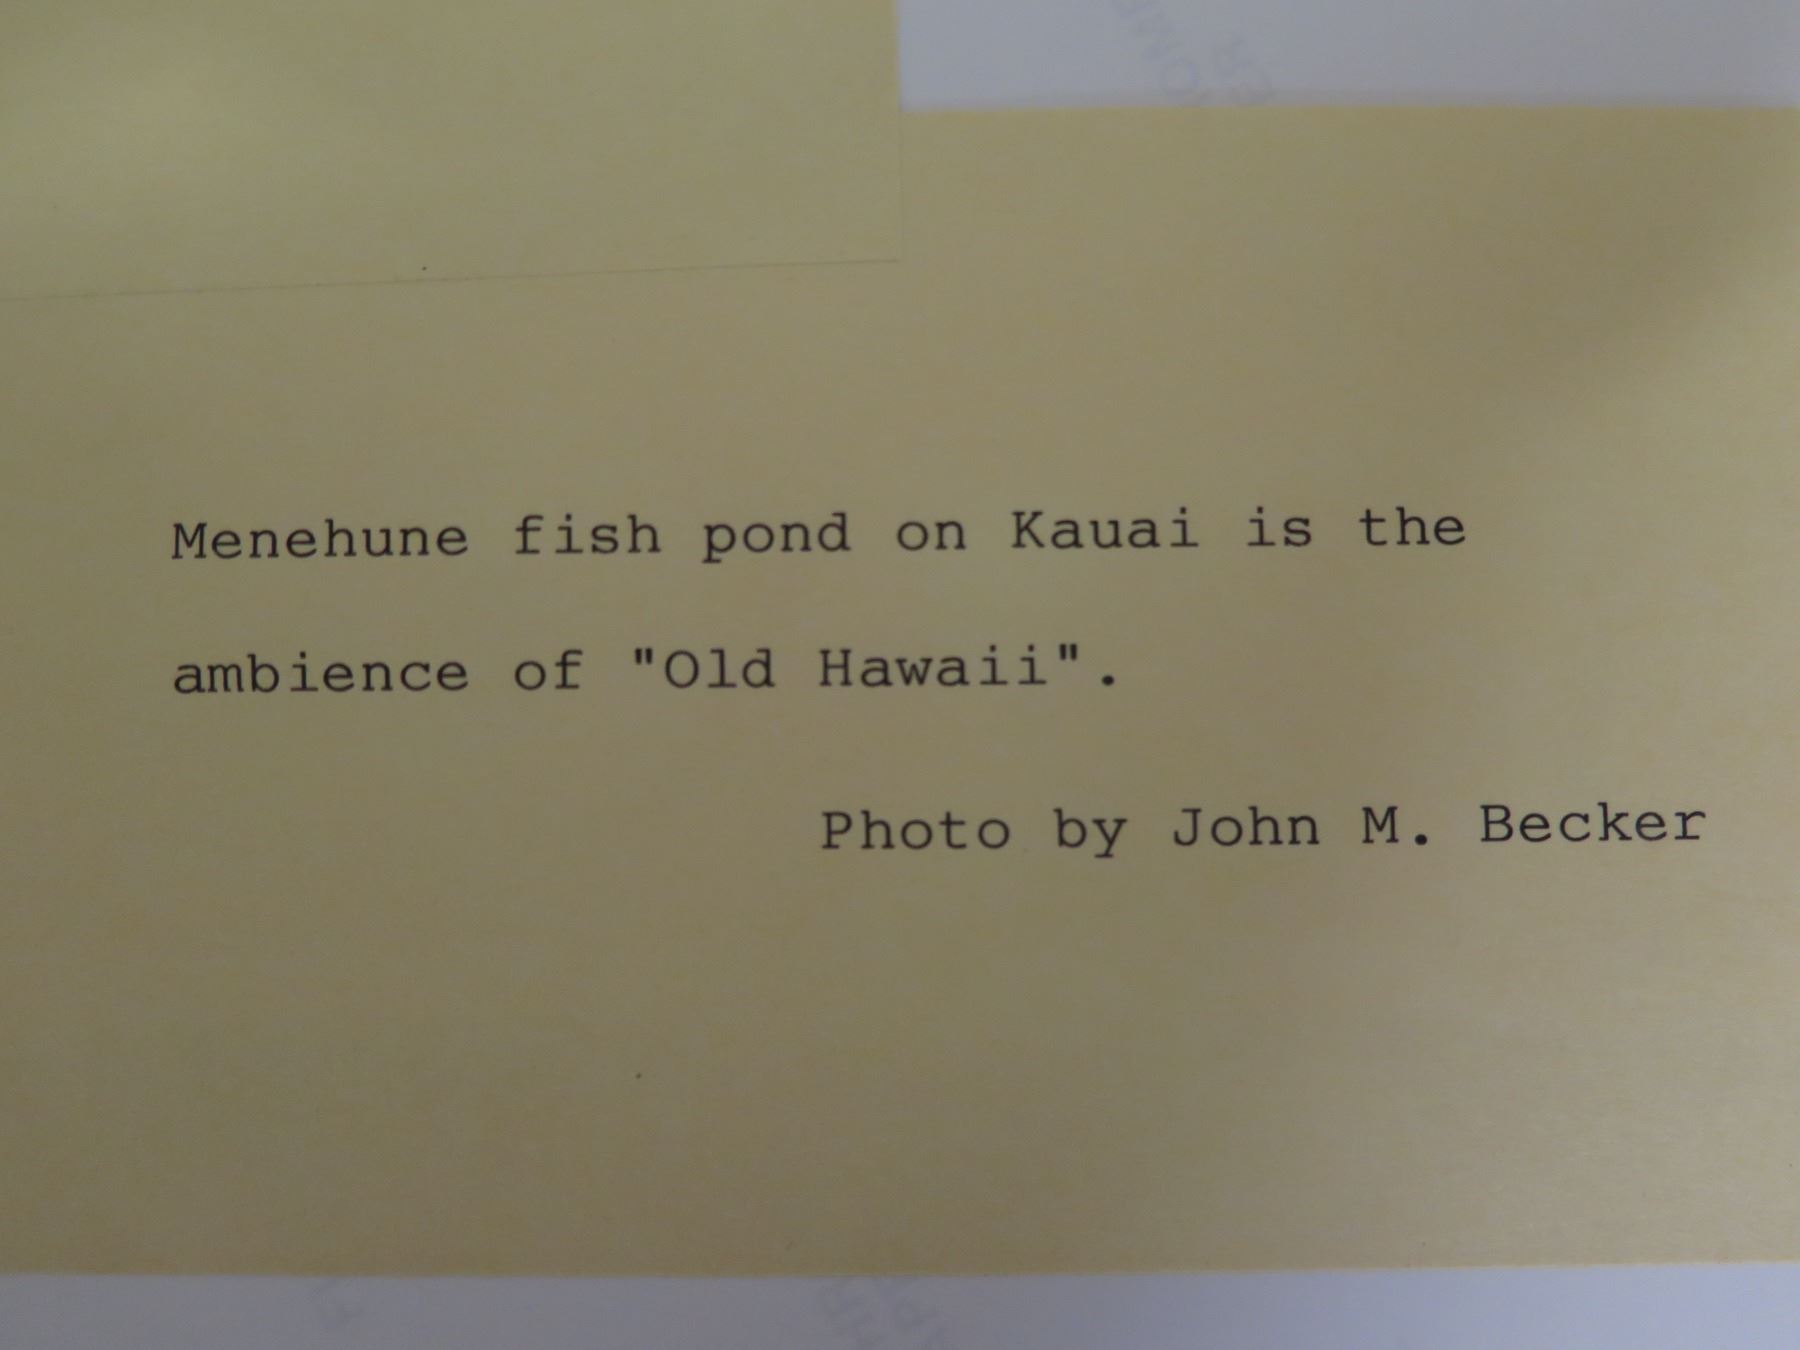 Menehune fish pond on Kauai is the
ambience of "Old Hawaii".
Photo by John M. Becker